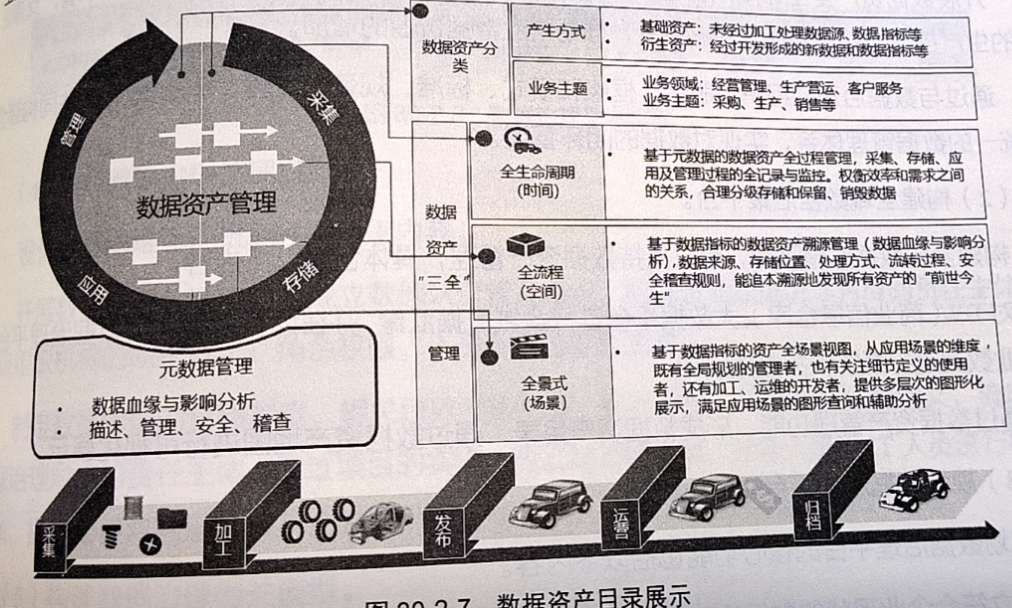 数据资产分
类
产生方式
• 基础资产：未经过加工处理数据源、数据指标等
• 衍生资产：经过开发形成的新数据和数据指标等
业务主题
• 业务领域：经营管理、生产营运、客户服务
• 业务主题：采购、生产、销售等
管理
采集
数据资产管理
应用
存储
数据
资产
“三全”
管理
全生命周期
(时间)
• 基于元数据的数据资产全过程管理，采集、存储、应
用及管理过程的全记录与监控。权衡效率和需求之间
的关系，合理分级存储和保留、销毁数据
全流程
(空间)
• 基于数据指标的数据资产溯源管理（数据血缘与影响分
析），数据来源、存储位置、处理方式、流转过程、安
全稽查规则，能追本溯源地发现所有资产的“前世今
生”
全景式
(场景)
• 基于数据指标的资产全场景视图，从应用场景的维度，
既有全局规划的管理者，也有关注细节定义的使用
者，还有加工、运维的开发者，提供多层次的图形化
展示，满足应用场景的图形查询和辅助分析
元数据管理
• 数据血缘与影响分析
• 描述、管理、安全、稽查
采集
加工
发布
运营
归档
图 20-2-7 数据资产目录展示